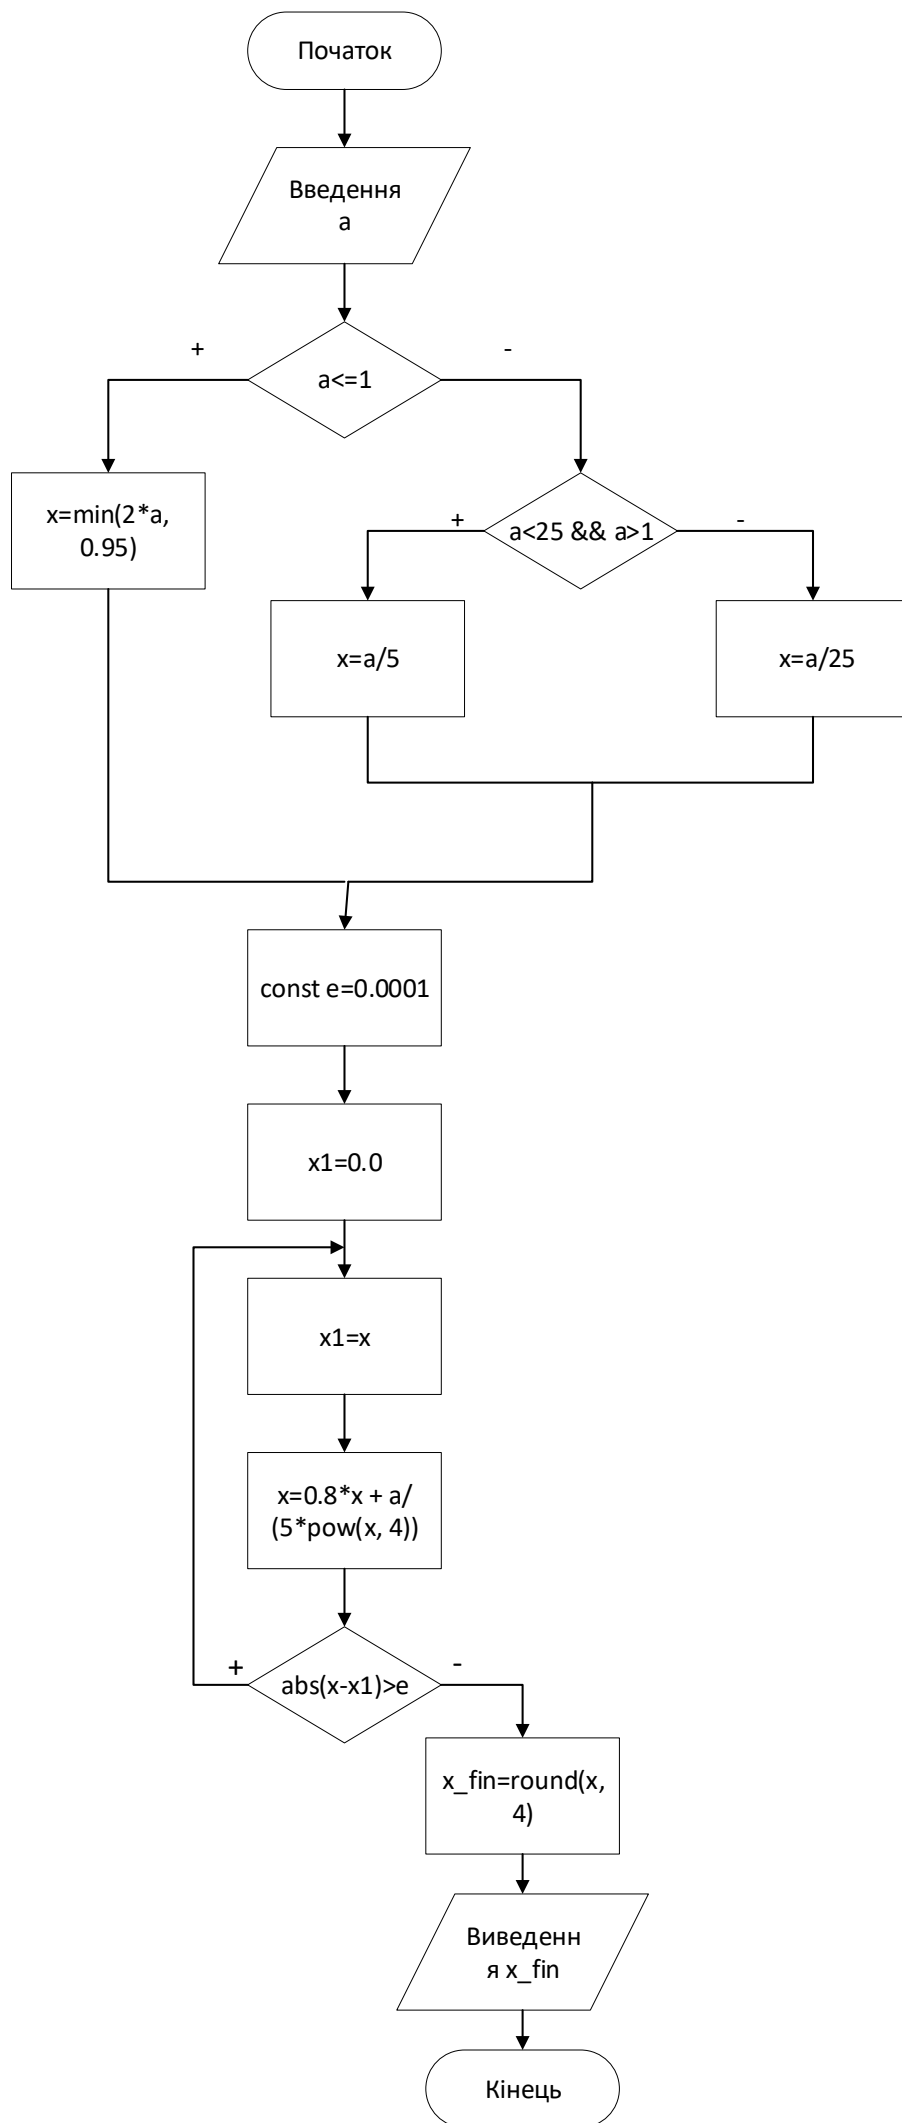 Початок
Введення
a
+
-
a<=1
x=min(2*a,
0.95)
+
-
a<25 && a>1
x=a/5
x=a/25
const e=0.0001
x1=0.0
x1=x
x=0.8*x + a/
(5*pow(x, 4))
+
-
abs(x-x1)>e
x_fin=round(x,
4)
Виведенн
я x_fin
Кінець